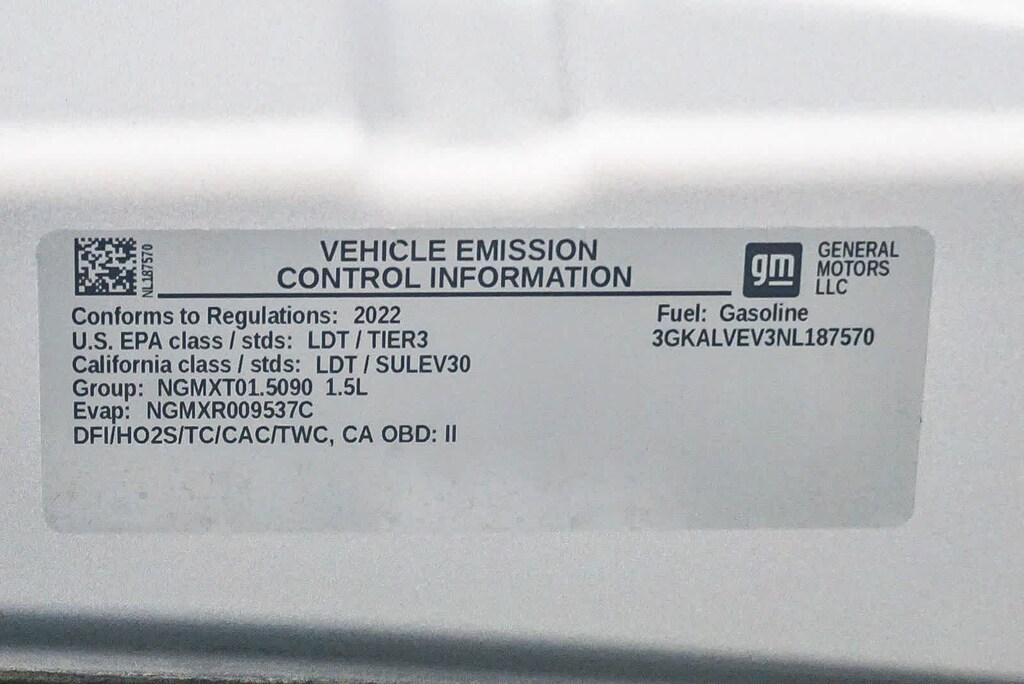 NL187570
VEHICLE EMISSION
CONTROL INFORMATION
gm
GENERAL
MOTORS
LLC
Conforms to Regulations: 2022
U.S. EPA class / stds: LDT / TIER3
California class / stds: LDT / SULEV30
Group: NGMXT01.5090 1.5L
Evap: NGMXR009537C
DFI/HO2S/TC/CAC/TWC, CA OBD: II
Fuel: Gasoline
3GKALVEV3NL187570